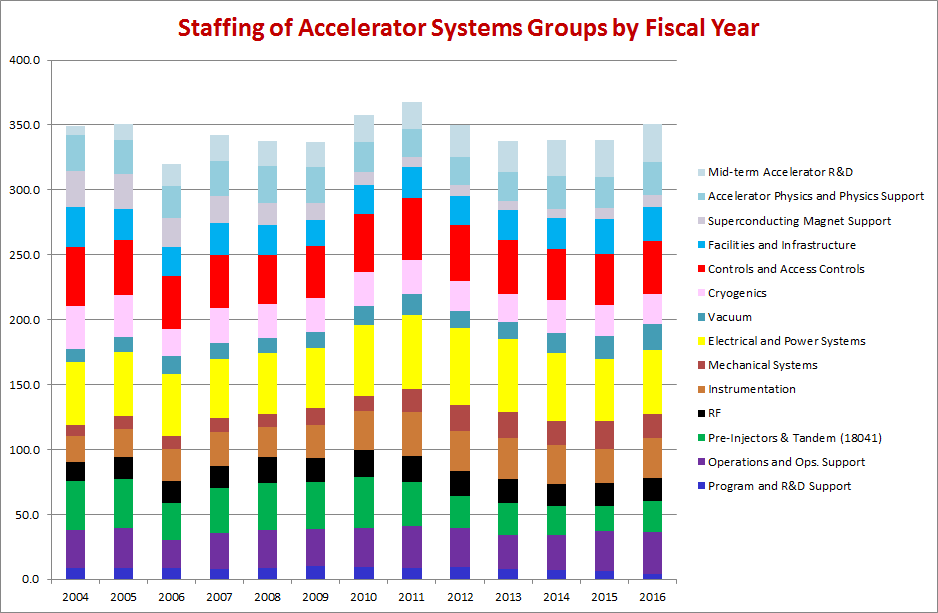 Staffing of Accelerator Systems Groups by Fiscal Year
400.0
350.0
300.0
250.0
200.0
150.0
100.0
50.0
0.0
2004 2005 2006 2007 2008 2009 2010 2011 2012 2013 2014 2015 2016
Mid-term Accelerator R&D
Accelerator Physics and Physics Support
Superconducting Magnet Support
Facilities and Infrastructure
Controls and Access Controls
Cryogenics
Vacuum
Electrical and Power Systems
Mechanical Systems
Instrumentation
RF
Pre-Injectors & Tandem (18041)
Operations and Ops. Support
Program and R&D Support